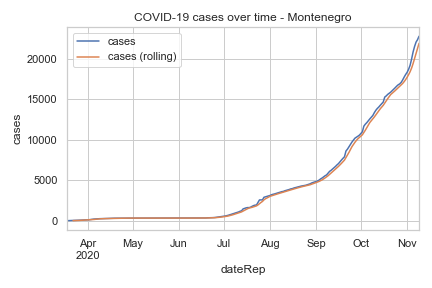 COVID-19 cases over time - Montenegro
cases
cases (rolling)
20000
15000
10000
5000
0
cases
Apr
2020
May
Jun
Jul
Aug
Sep
Oct
Nov
dateRep